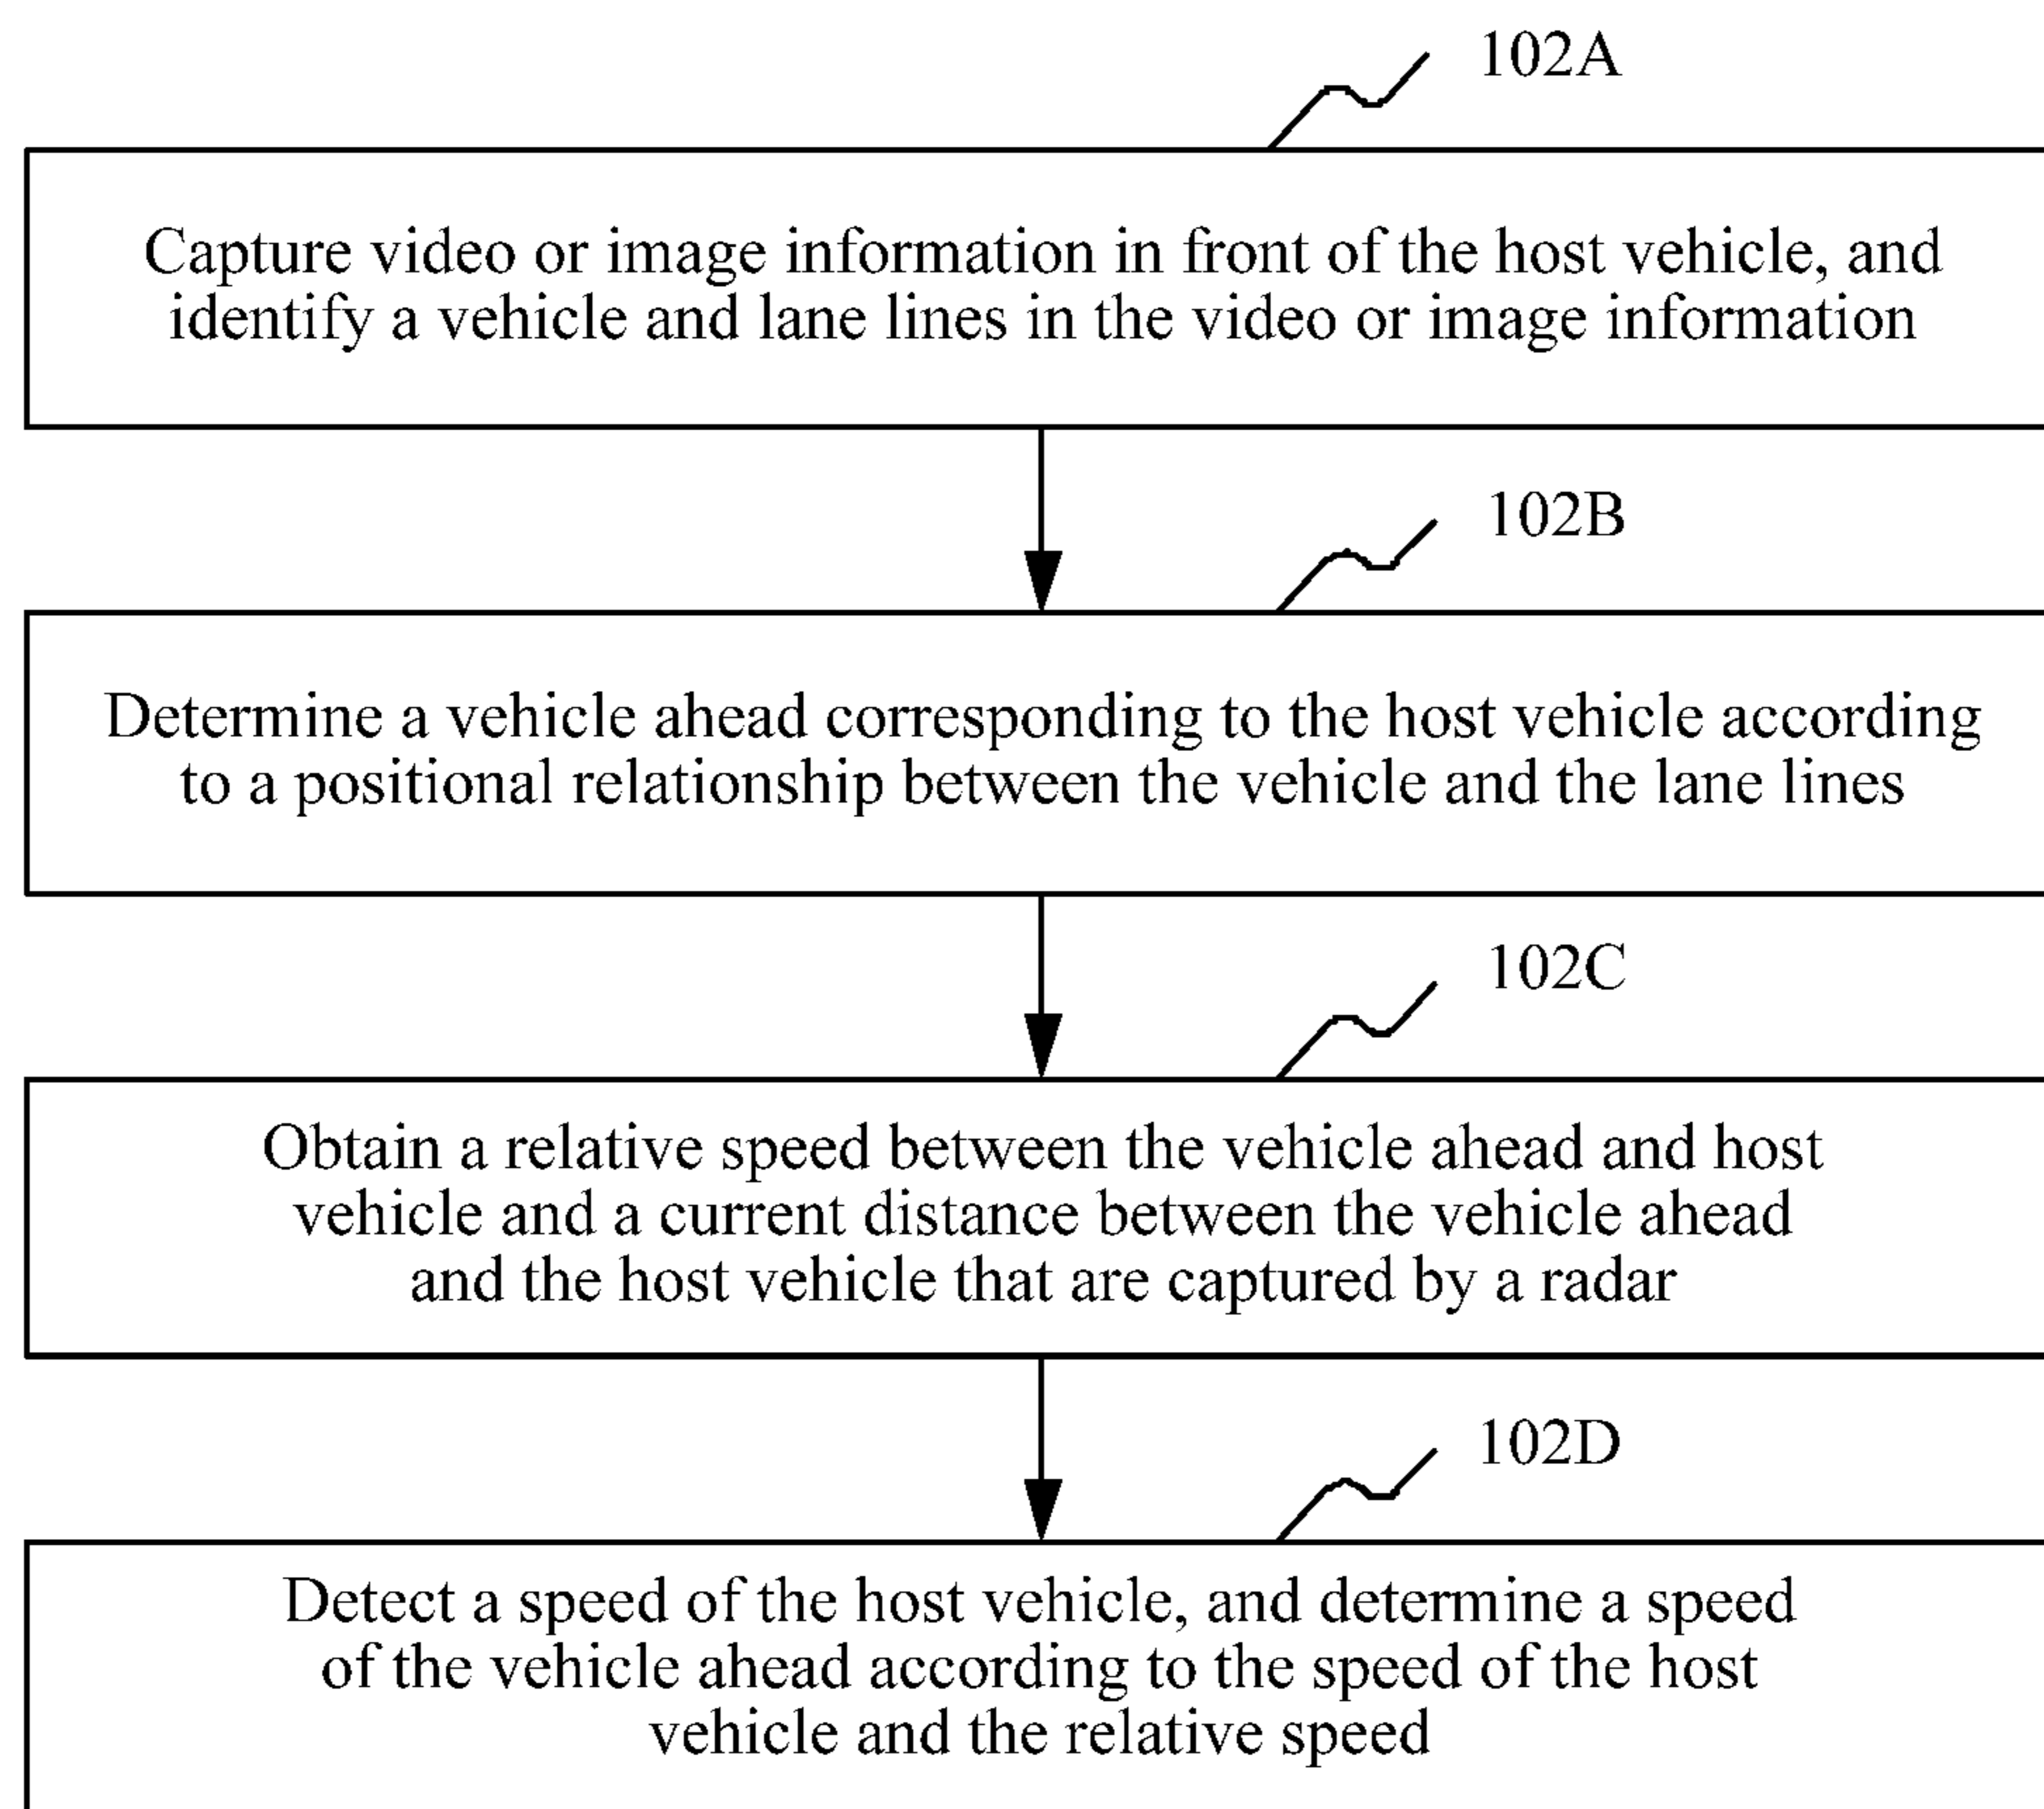 102A
Capture video or image information in front of the host vehicle, and
identify a vehicle and lane lines in the video or image information
102B
Determine a vehicle ahead corresponding to the host vehicle according
to a positional relationship between the vehicle and the lane lines
102C
Obtain a relative speed between the vehicle ahead and host
vehicle and a current distance between the vehicle ahead
and the host vehicle that are captured by a radar
102D
Detect a speed of the host vehicle, and determine a speed
of the vehicle ahead according to the speed of the host
vehicle and the relative speed